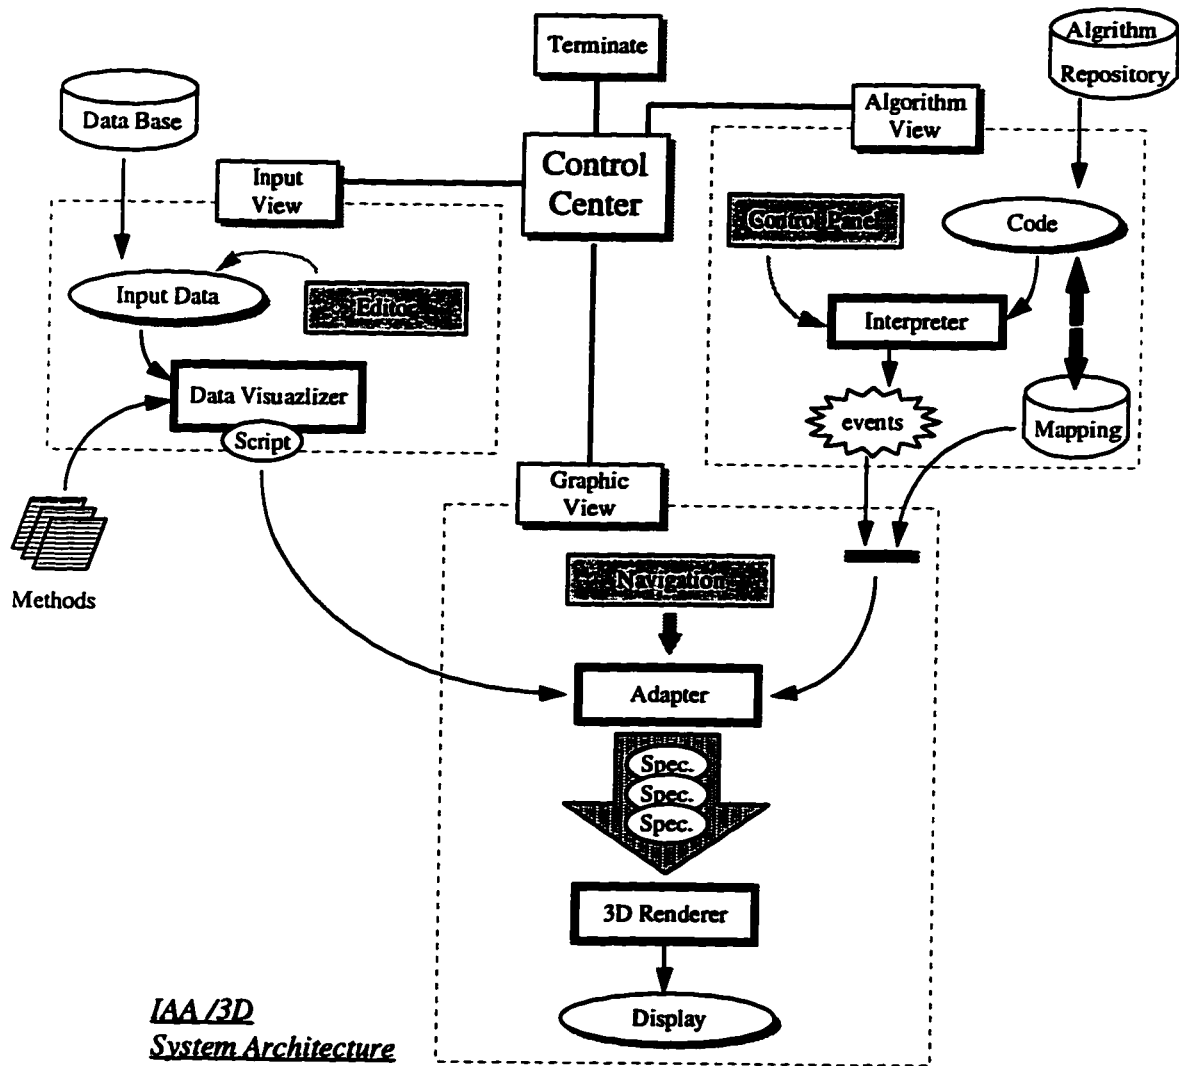 Terminate
Algrithm
Repository
Data Base
Algorithm
View
Control
Center
Input
View
Control Panel
Code
Input Data
Editor
Interpreter
Data Visuazlizer
Script
events
Mapping
Graphic
View
Methods
Navigation
Adapter
Spec.
Spec.
Spec.
3D Renderer
Display
IAA /3D
System Architecture